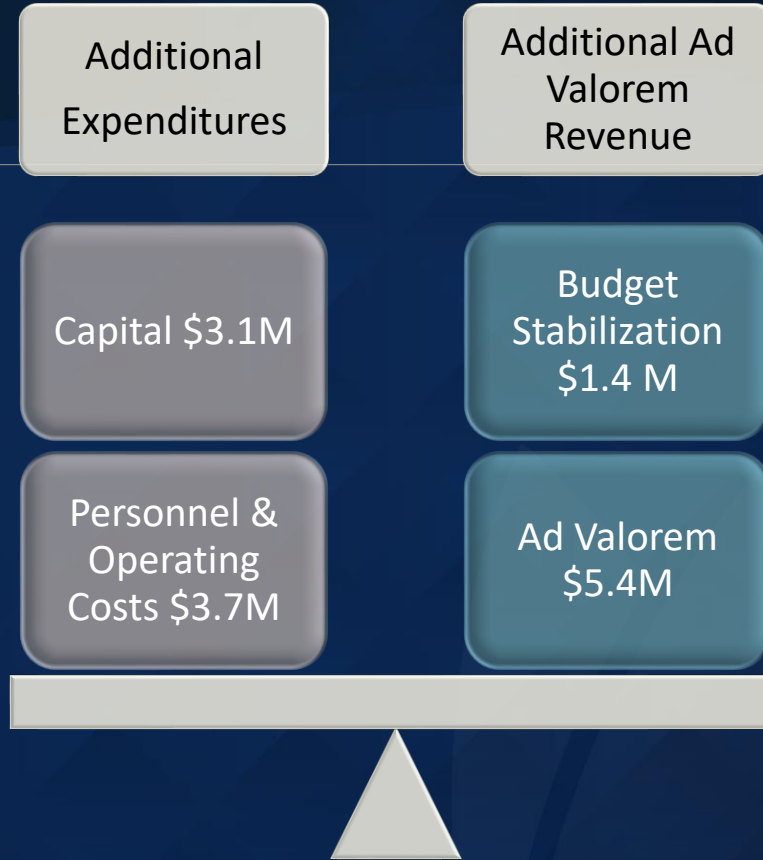 Additional
Expenditures
Additional Ad
Valorem
Revenue
Capital $3.1M
Budget
Stabilization
$1.4 M
Personnel &
Operating
Costs $3.7M
Ad Valorem
$5.4M